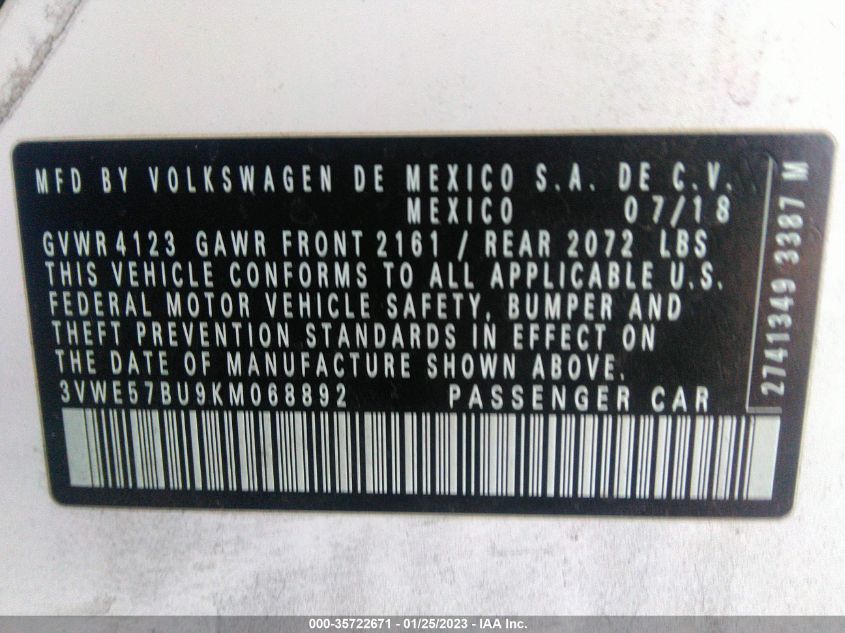 MFD BY VOLKSWAGEN DE MEXICO S.A. DE C.V.
MEXICO 07/18
GVWR 4123 GAWR FRONT 2161 / REAR 2072 LBS
THIS VEHICLE CONFORMS TO ALL APPLICABLE U.S.
FEDERAL MOTOR VEHICLE SAFETY, BUMPER AND
THEFT PREVENTION STANDARDS IN EFFECT ON
THE DATE OF MANUFACTURE SHOWN ABOVE.
3VWE57BU9KM068892 PASSENGER CAR
2741349 3387 M
000-35722671 - 01/25/2023 - IAA Inc.